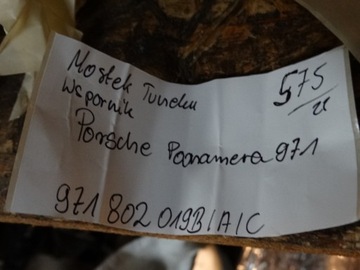 Mostek Tunelu 575
Wspornik zł
Porsche Panamera 971
971 802 019B/A/C